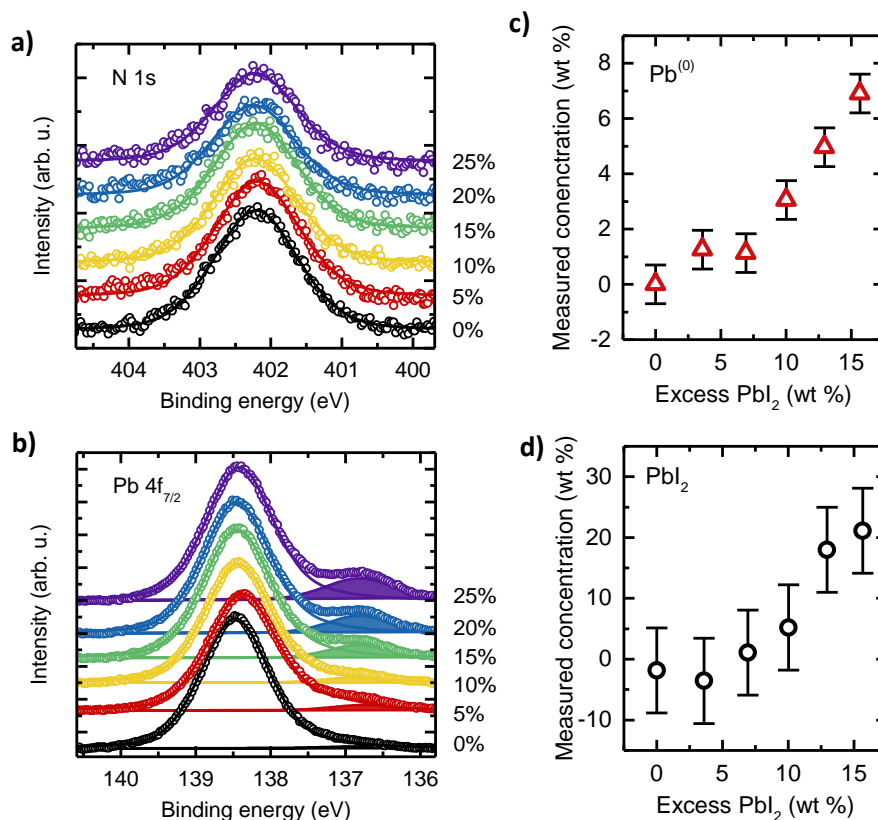 a)
N 1s
Intensity (arb. u.)
25%
20%
15%
10%
5%
0%
404 403 402 401 400
Binding energy (eV)
b)
Pb 4f7/2
Intensity (arb. u.)
25%
20%
15%
10%
5%
0%
140 139 138 137 136
Binding energy (eV)
c)
Pb(0)
Measured conenctration (wt %)
8
6
4
2
0
-2
0 5 10 15
Excess PbI2 (wt %)
d)
PbI2
Measured concentration (wt %)
30
20
10
0
-10
0 5 10 15
Excess PbI2 (wt %)